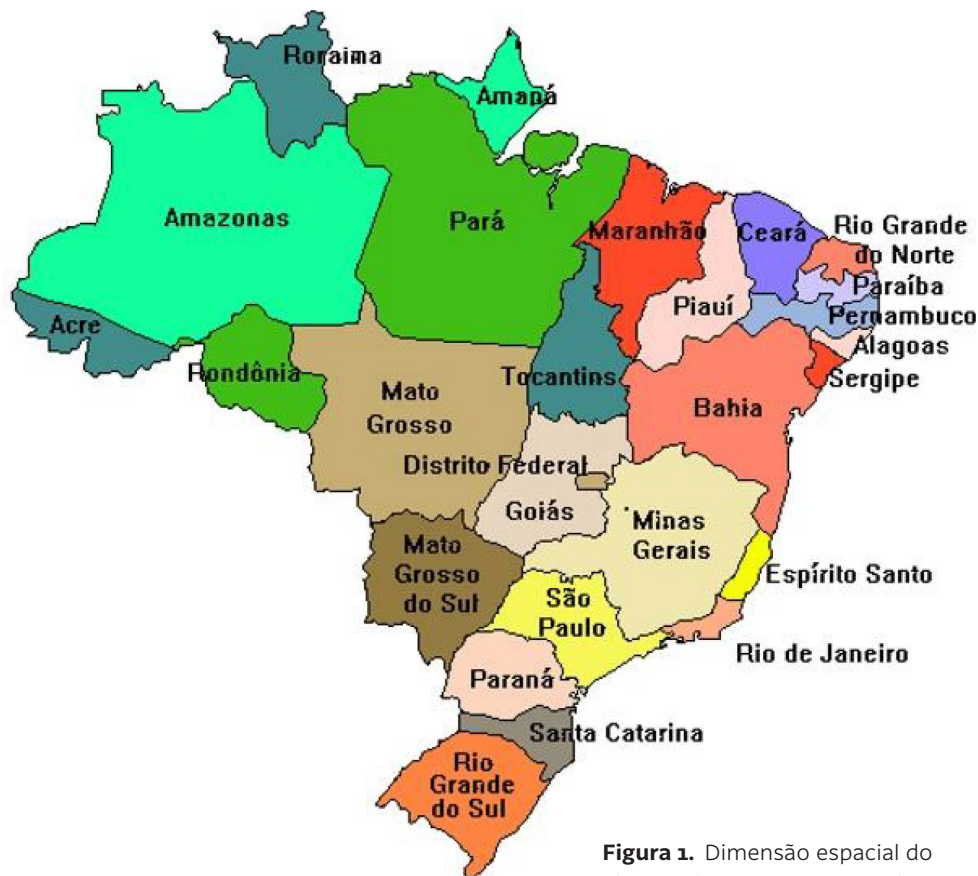 Roraima
Amapá
Amazonas
Pará
Maranhão
Ceará
Rio Grande
do Norte
Paraíba
Piauí
Pernambuco
Acre
Alagoas
Rondônia
Tocantins
Sergipe
Mato
Grosso
Bahia
Distrito Federal
Goiás
Minas
Gerais
Mato
Grosso
do Sul
Espírito Santo
São
Paulo
Rio de Janeiro
Paraná
Santa Catarina
Rio
Grande
do Sul
Figura 1. Dimensão espacial do